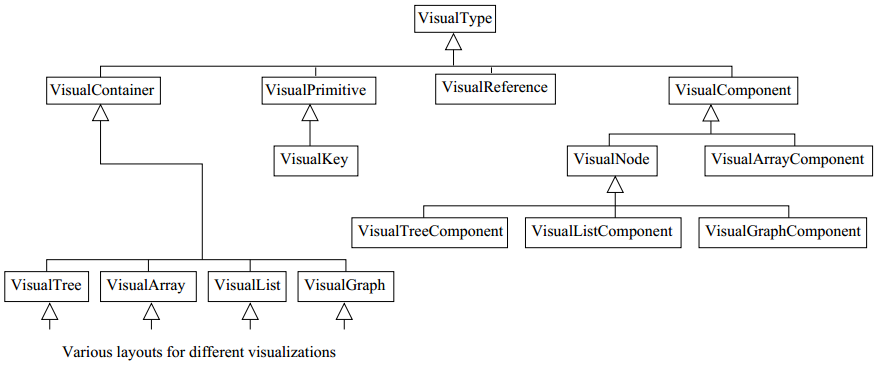 VisualType
VisualContainer
VisualPrimitive
VisualReference
VisualComponent
VisualKey
VisualNode
VisualArrayComponent
VisualTreeComponent
VisualListComponent
VisualGraphComponent
VisualTree
VisualArray
VisualList
VisualGraph
Various layouts for different visualizations